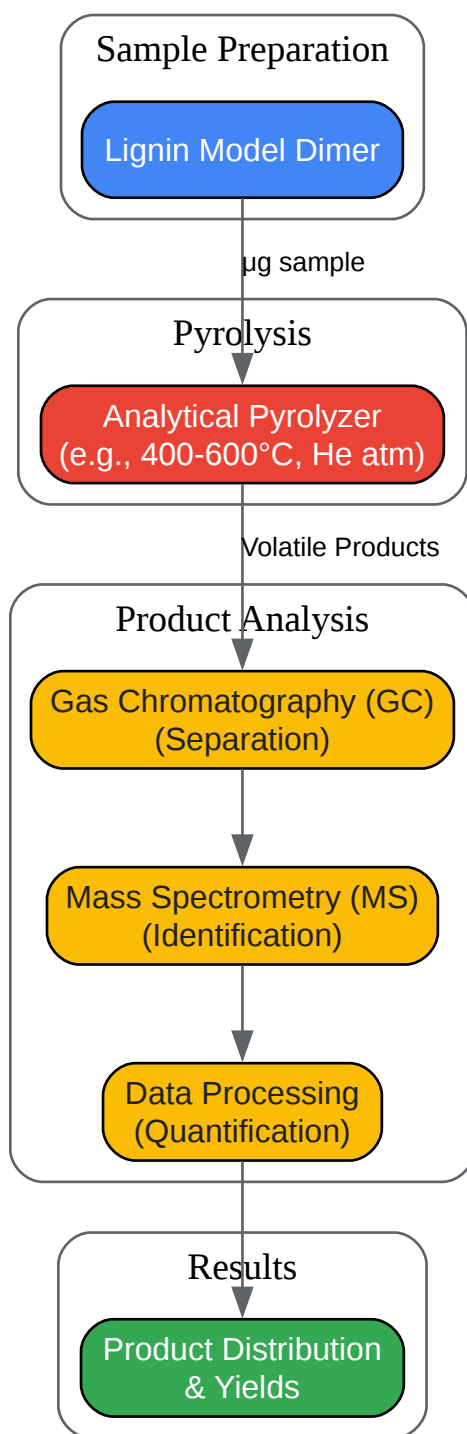 Sample Preparation
Lignin Model Dimer
µg sample
Pyrolysis
Analytical Pyrolyzer
(e.g., 400-600°C, He atm)
Volatile Products
Product Analysis
Gas Chromatography (GC)
(Separation)
Mass Spectrometry (MS)
(Identification)
Data Processing
(Quantification)
Results
Product Distribution
& Yields